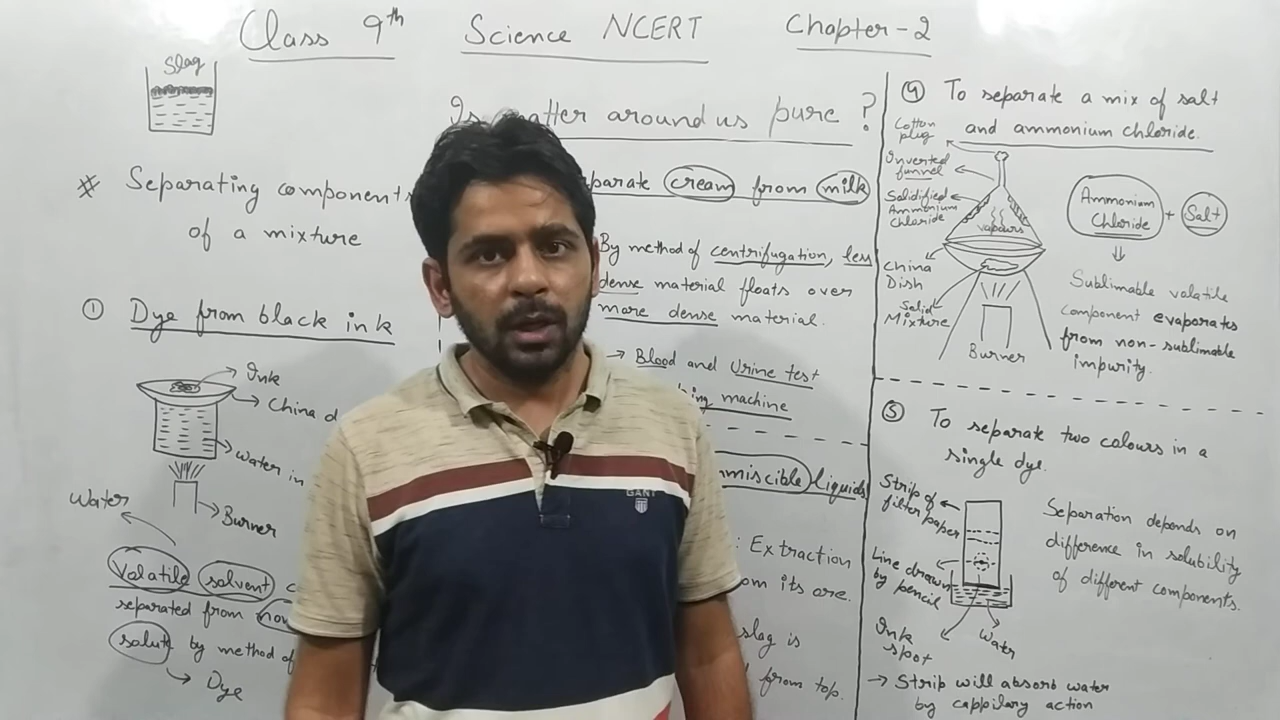 Class 9th Science NCERT Chapter-2
Slag
Is matter around us pure ?
# Separating components
of a mixture
① Dye from black ink
Ink
China d
Water in
Burner
Water
Volatile solvent c
separated from non
solute by method of
→ Dye
parate cream from milk
By method of centrifugation, less
dense material floats over
more dense material.
→ Blood and Urine test
ing machine
mmiscible liquids
: Extraction
om its ore.
slag is
from top.
④ To separate a mix of salt
and ammonium chloride.
Cotton
plug
Inverted
funnel
Solidified
Ammonium
Chloride
vapours
China
Dish
Solid
Mixture
Burner
Ammonium
Chloride + Salt
⇓
Sublimable volatile
component evaporates
from non-sublimable
impurity.
⑤ To separate two colours in a
single dye.
Strip of
filter paper
Line drawn
by pencil
Ink
spot
Water
Separation depends on
difference in solubility
of different components.
→ Strip will absorb water
by cappilary action
GANT